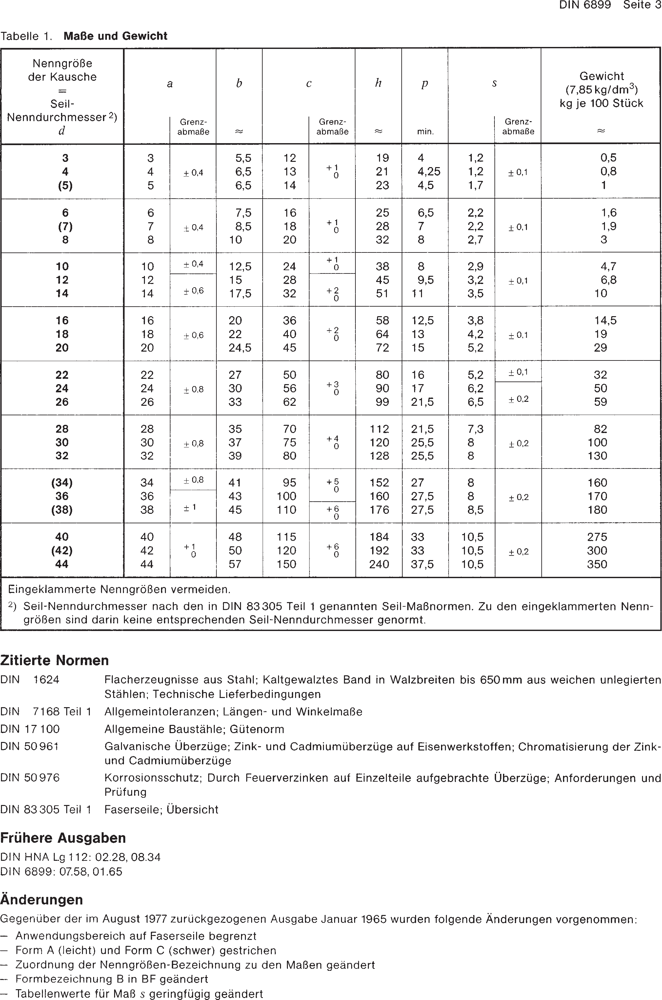 DIN 6899 Seite 3
Tabelle 1. Maße und Gewicht
Nenngröße der Kausche = Seil-Nenndurchmesser ²) d | a | Grenzabmaße | b ≈ | c | Grenzabmaße | h ≈ | p min. | s | Grenzabmaße | Gewicht (7,85 kg/dm³) kg je 100 Stück ≈
3 3 5,5 12 19 4 1,2 0,5
4 4 ± 0,4 6,5 13 +1 0 21 4,25 1,2 ± 0,1 0,8
(5) 5 6,5 14 23 4,5 1,7 1
6 6 7,5 16 25 6,5 2,2 1,6
(7) 7 ± 0,4 8,5 18 +1 0 28 7 2,2 ± 0,1 1,9
8 8 10 20 32 8 2,7 3
10 10 ± 0,4 12,5 24 +1 0 38 8 2,9 4,7
12 12 15 28 45 9,5 3,2 ± 0,1 6,8
14 14 ± 0,6 17,5 32 +2 0 51 11 3,5 10
16 16 20 36 58 12,5 3,8 14,5
18 18 ± 0,6 22 40 +2 0 64 13 4,2 ± 0,1 19
20 20 24,5 45 72 15 5,2 29
22 22 27 50 80 16 5,2 ± 0,1 32
24 24 ± 0,8 30 56 +3 0 90 17 6,2 50
26 26 33 62 99 21,5 6,5 ± 0,2 59
28 28 35 70 112 21,5 7,3 82
30 30 ± 0,8 37 75 +4 0 120 25,5 8 ± 0,2 100
32 32 39 80 128 25,5 8 130
(34) 34 ± 0,8 41 95 +5 0 152 27 8 160
36 36 43 100 160 27,5 8 ± 0,2 170
(38) 38 ± 1 45 110 +6 0 176 27,5 8,5 180
40 40 48 115 184 33 10,5 275
(42) 42 +1 0 50 120 +6 0 192 33 10,5 ± 0,2 300
44 44 57 150 240 37,5 10,5 350
Eingeklammerte Nenngrößen vermeiden.
²) Seil-Nenndurchmesser nach den in DIN 83 305 Teil 1 genannten Seil-Maßnormen. Zu den eingeklammerten Nenn-
größen sind darin keine entsprechenden Seil-Nenndurchmesser genormt.
Zitierte Normen
DIN 1624 Flacherzeugnisse aus Stahl; Kaltgewalztes Band in Walzbreiten bis 650 mm aus weichen unlegierten
Stählen; Technische Lieferbedingungen
DIN 7168 Teil 1 Allgemeintoleranzen; Längen- und Winkelmaße
DIN 17 100 Allgemeine Baustähle; Gütenorm
DIN 50 961 Galvanische Überzüge; Zink- und Cadmiumüberzüge auf Eisenwerkstoffen; Chromatisierung der Zink-
und Cadmiumüberzüge
DIN 50 976 Korrosionsschutz; Durch Feuerverzinken auf Einzelteile aufgebrachte Überzüge; Anforderungen und
Prüfung
DIN 83 305 Teil 1 Faserseile; Übersicht
Frühere Ausgaben
DIN HNA Lg 112: 02.28, 08.34
DIN 6899: 07.58, 01.65
Änderungen
Gegenüber der im August 1977 zurückgezogenen Ausgabe Januar 1965 wurden folgende Änderungen vorgenommen:
— Anwendungsbereich auf Faserseile begrenzt
— Form A (leicht) und Form C (schwer) gestrichen
— Zuordnung der Nenngrößen-Bezeichnung zu den Maßen geändert
— Formbezeichnung B in BF geändert
— Tabellenwerte für Maß s geringfügig geändert